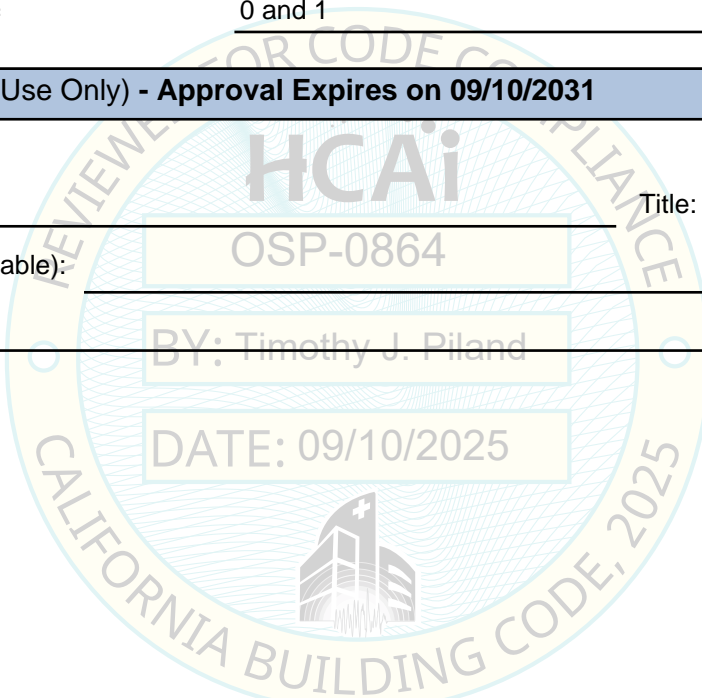 0 and 1
Use Only) - Approval Expires on 09/10/2031
REVIEWED FOR CODE COMPLIANCE
HCAi
Title:
OSP-0864
able):
BY: Timothy J. Piland
DATE: 09/10/2025
CALIFORNIA BUILDING CODE, 2025